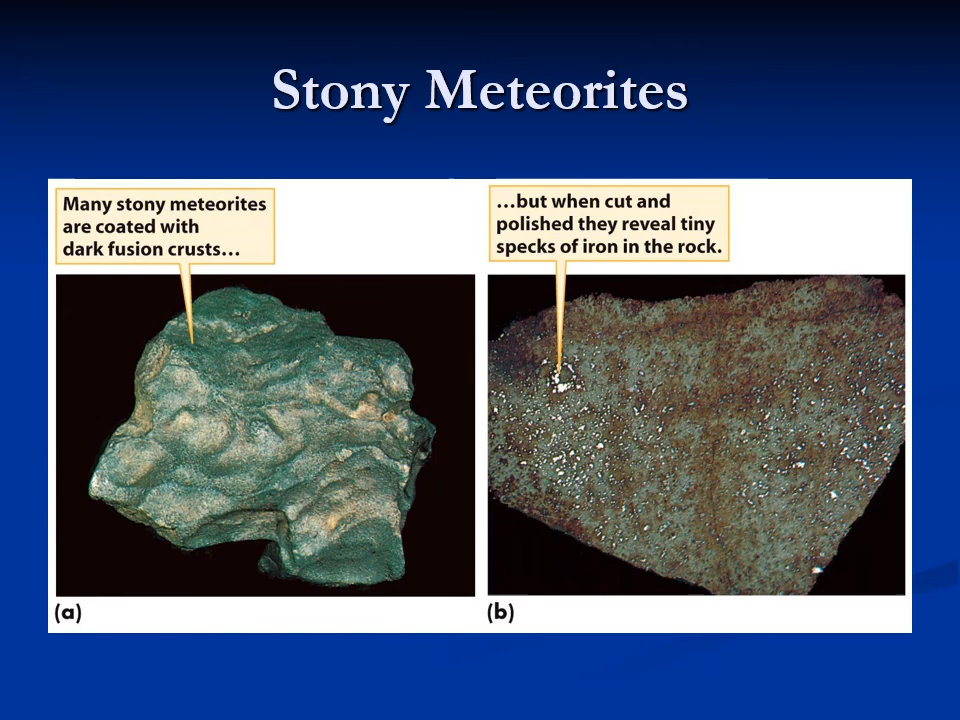 Stony Meteorites
Many stony meteorites
are coated with
dark fusion crusts…
…but when cut and
polished they reveal tiny
specks of iron in the rock.
(a)
(b)